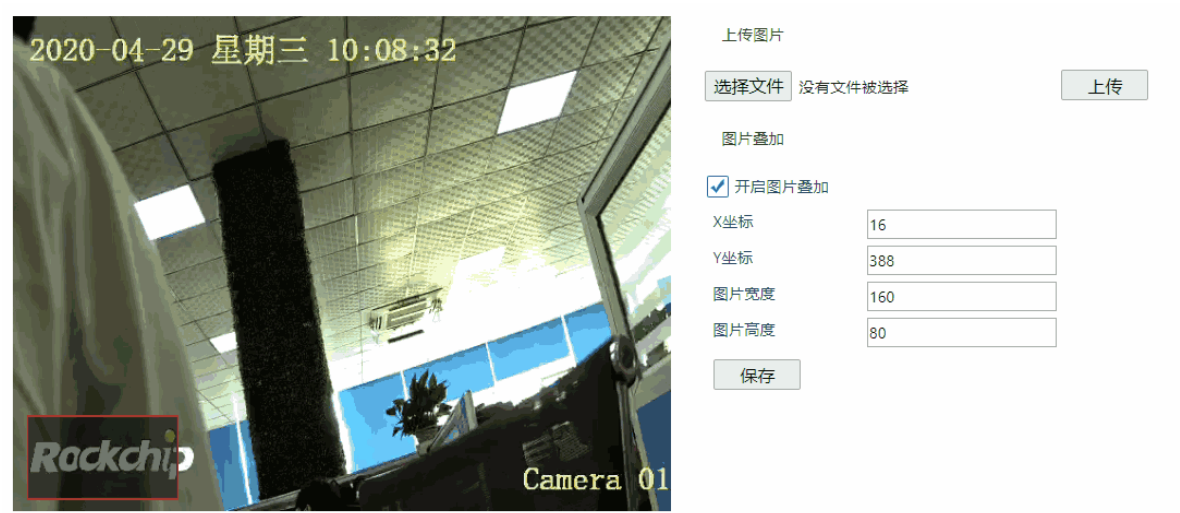 2020-04-29 星期三 10:08:32
Rockchip
Camera 01
上传图片
选择文件 没有文件被选择 上传
图片叠加
开启图片叠加
X坐标 16
Y坐标 388
图片宽度 160
图片高度 80
保存